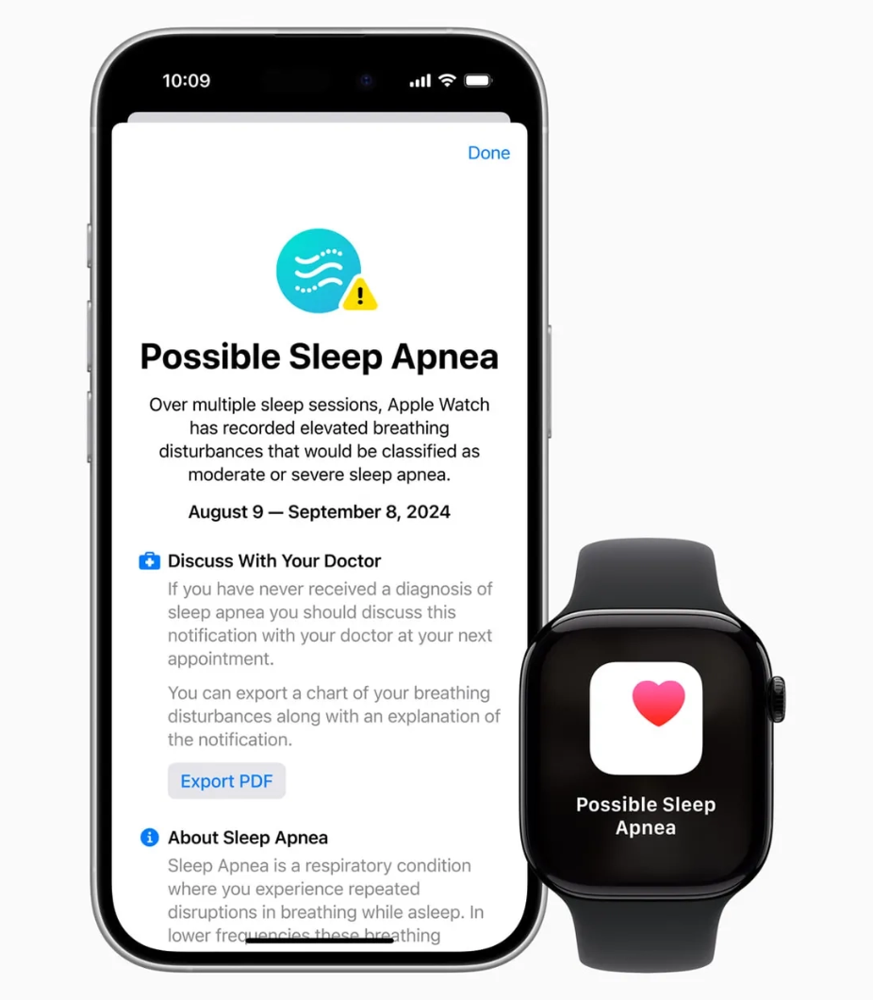 10:09
Done
Possible Sleep Apnea
Over multiple sleep sessions, Apple Watch
has recorded elevated breathing
disturbances that would be classified as
moderate or severe sleep apnea.
August 9 — September 8, 2024
Discuss With Your Doctor
If you have never received a diagnosis of
sleep apnea you should discuss this
notification with your doctor at your next
appointment.
You can export a chart of your breathing
disturbances along with an explanation of
the notification.
Export PDF
About Sleep Apnea
Sleep Apnea is a respiratory condition
where you experience repeated
disruptions in breathing while asleep. In
lower frequencies these breathing
Possible Sleep
Apnea